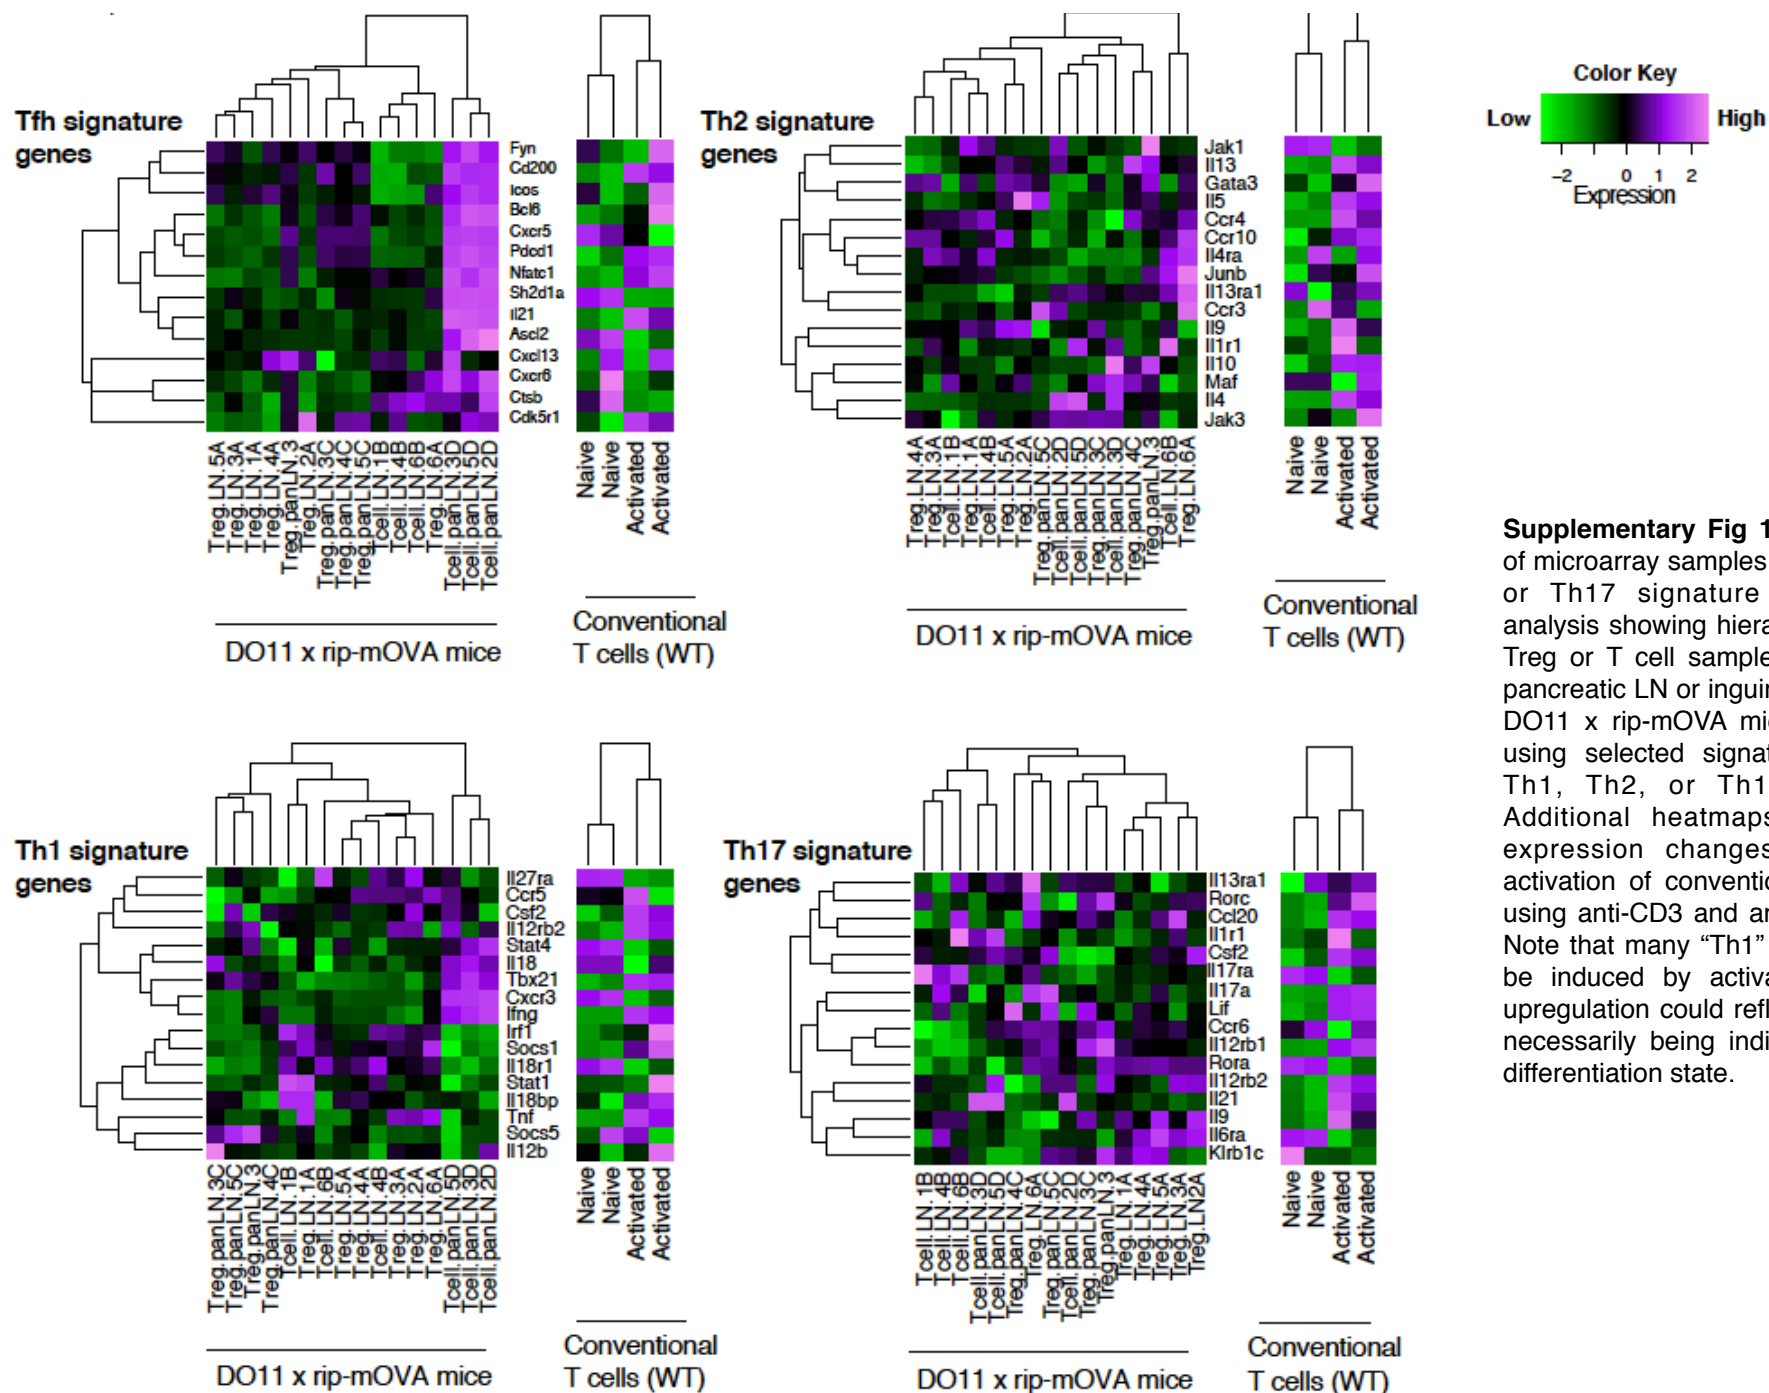 Tfh signature
genes
Fyn
Cd200
Icos
Bcl6
Cxcr5
Pdcd1
Nfatc1
Sh2d1a
Il21
Ascl2
Cxcl13
Cxcr6
Ctsb
Cdk5r1
Treg.LN.5A
Treg.LN.3A
Treg.LN.1A
Treg.LN.4A
Treg.panLN.3
Treg.LN.2A
Treg.panLN.3C
Treg.panLN.4C
Treg.panLN.5C
Tcell.LN.1B
Tcell.LN.4B
Tcell.LN.6B
Treg.LN.6A
Tcell.panLN.3D
Tcell.panLN.5D
Tcell.panLN.2D
Naive
Naive
Activated
Activated
DO11 x rip-mOVA mice
Conventional
T cells (WT)
Th2 signature
genes
Jak1
Il13
Gata3
Il5
Ccr4
Ccr10
Il4ra
Junb
Il13ra1
Ccr3
Il9
Il1r1
Il10
Maf
Il4
Jak3
Treg.LN.4A
Treg.LN.3A
Tcell.LN.1B
Treg.LN.1A
Tcell.LN.4B
Treg.LN.5A
Treg.LN.2A
Treg.panLN.5C
Tcell.panLN.2D
Tcell.panLN.5D
Treg.panLN.3C
Tcell.panLN.3D
Treg.panLN.4C
Treg.panLN.3
Tcell.LN.6B
Treg.LN.6A
Naive
Naive
Activated
Activated
DO11 x rip-mOVA mice
Conventional
T cells (WT)
Color Key
Low
High
−2 0 1 2
Expression
Th1 signature
genes
Il27ra
Ccr5
Csf2
Il12rb2
Stat4
Il18
Tbx21
Cxcr3
Ifng
Irf1
Socs1
Il18r1
Stat1
Il18bp
Tnf
Socs5
Il12b
Treg.panLN.3C
Treg.panLN.5C
Treg.panLN.3
Treg.panLN.4C
Tcell.LN.1B
Treg.LN.1A
Tcell.LN.6B
Treg.LN.5A
Treg.LN.4A
Tcell.LN.4B
Treg.LN.3A
Treg.LN.2A
Treg.LN.6A
Tcell.panLN.5D
Tcell.panLN.3D
Tcell.panLN.2D
Naive
Naive
Activated
Activated
DO11 x rip-mOVA mice
Conventional
T cells (WT)
Th17 signature
genes
Il13ra1
Rorc
Ccl20
Il1r1
Csf2
Il17ra
Il17a
Lif
Ccr6
Il12rb1
Rora
Il12rb2
Il21
Il9
Il6ra
Klrb1c
Tcell.LN.1B
Tcell.LN.4B
Tcell.LN.6B
Tcell.panLN.3D
Tcell.panLN.5D
Treg.panLN.4C
Treg.LN.6A
Treg.panLN.5C
Tcell.panLN.2D
Treg.panLN.3C
Treg.panLN.3
Treg.LN.1A
Treg.LN.4A
Treg.LN.5A
Treg.LN.3A
Treg.LN2A
Naive
Naive
Activated
Activated
DO11 x rip-mOVA mice
Conventional
T cells (WT)
Supplementary Fig 1
of microarray samples
or Th17 signature
analysis showing hiera
Treg or T cell sample
pancreatic LN or inguir
DO11 x rip-mOVA mi
using selected signat
Th1, Th2, or Th1
Additional heatmaps
expression changes
activation of conventio
using anti-CD3 and ar
Note that many “Th1”
be induced by activa
upregulation could refl
necessarily being indi
differentiation state.